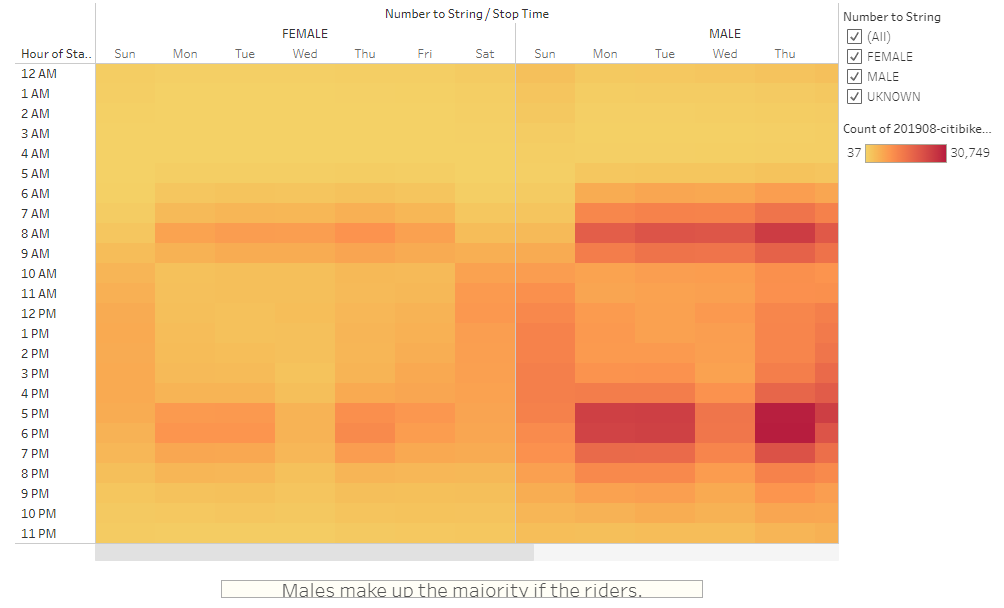 Number to String / Stop Time
FEMALE MALE
Hour of Sta.. Sun Mon Tue Wed Thu Fri Sat Sun Mon Tue Wed Thu
12 AM
1 AM
2 AM
3 AM
4 AM
5 AM
6 AM
7 AM
8 AM
9 AM
10 AM
11 AM
12 PM
1 PM
2 PM
3 PM
4 PM
5 PM
6 PM
7 PM
8 PM
9 PM
10 PM
11 PM
Number to String
(All)
FEMALE
MALE
UKNOWN
Count of 201908-citibike...
37 30,749
Males make up the majority if the riders.